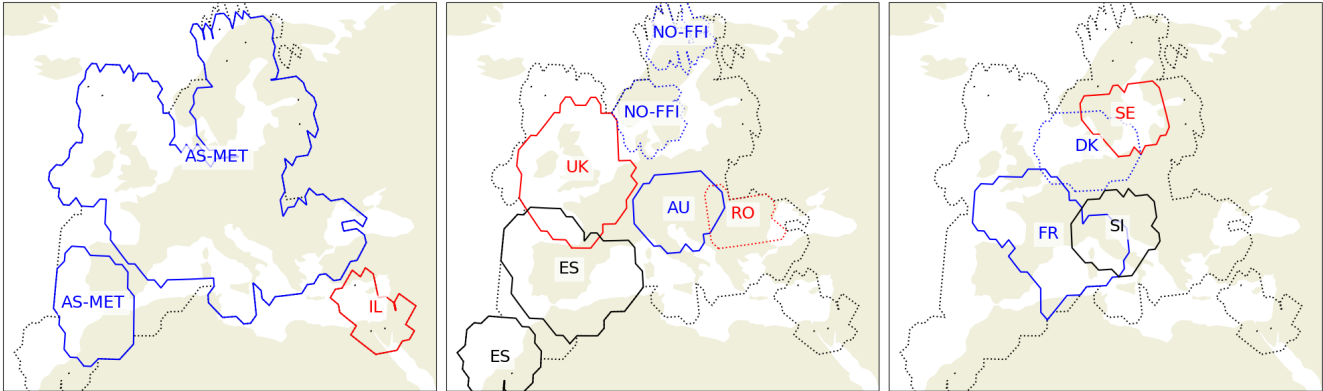 AS-MET
AS-MET
IL
NO-FFI
NO-FFI
UK
AU
RO
ES
ES
SE
DK
SI
FR